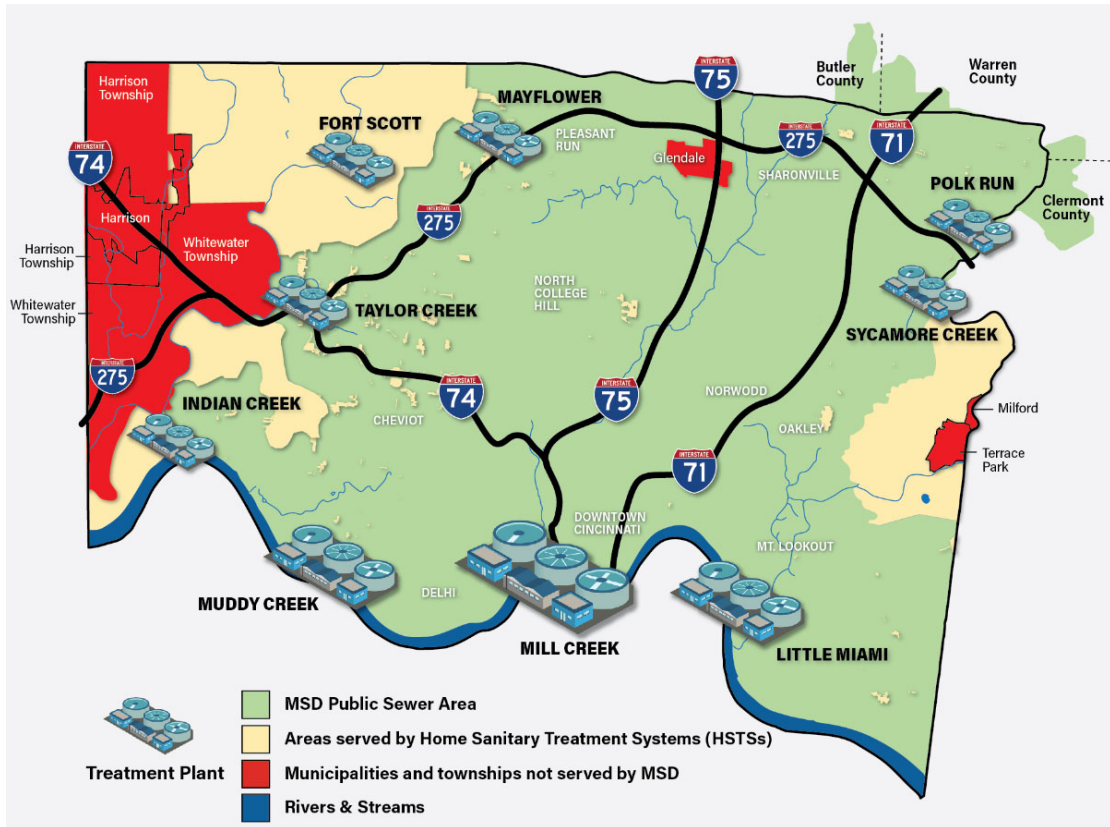 Harrison
Township
INTERSTATE
74
Harrison
Harrison
Township
Whitewater
Township
Whitewater
Township
INTERSTATE
275
FORT SCOTT
MAYFLOWER
PLEASANT
RUN
INTERSTATE
75
Butler
County
Warren
County
INTERSTATE
275
INTERSTATE
71
Glendale
SHARONVILLE
POLK RUN
Clermont
County
INTERSTATE
275
TAYLOR CREEK
NORTH
COLLEGE
HILL
SYCAMORE CREEK
INDIAN CREEK
CHEVIOT
INTERSTATE
74
INTERSTATE
75
NORWODD
OAKLEY
Milford
Terrace
Park
INTERSTATE
71
DOWNTOWN
CINCINNATI
MT. LOOKOUT
DELHI
MUDDY CREEK
MILL CREEK
LITTLE MIAMI
Treatment Plant
MSD Public Sewer Area
Areas served by Home Sanitary Treatment Systems (HSTSs)
Municipalities and townships not served by MSD
Rivers & Streams